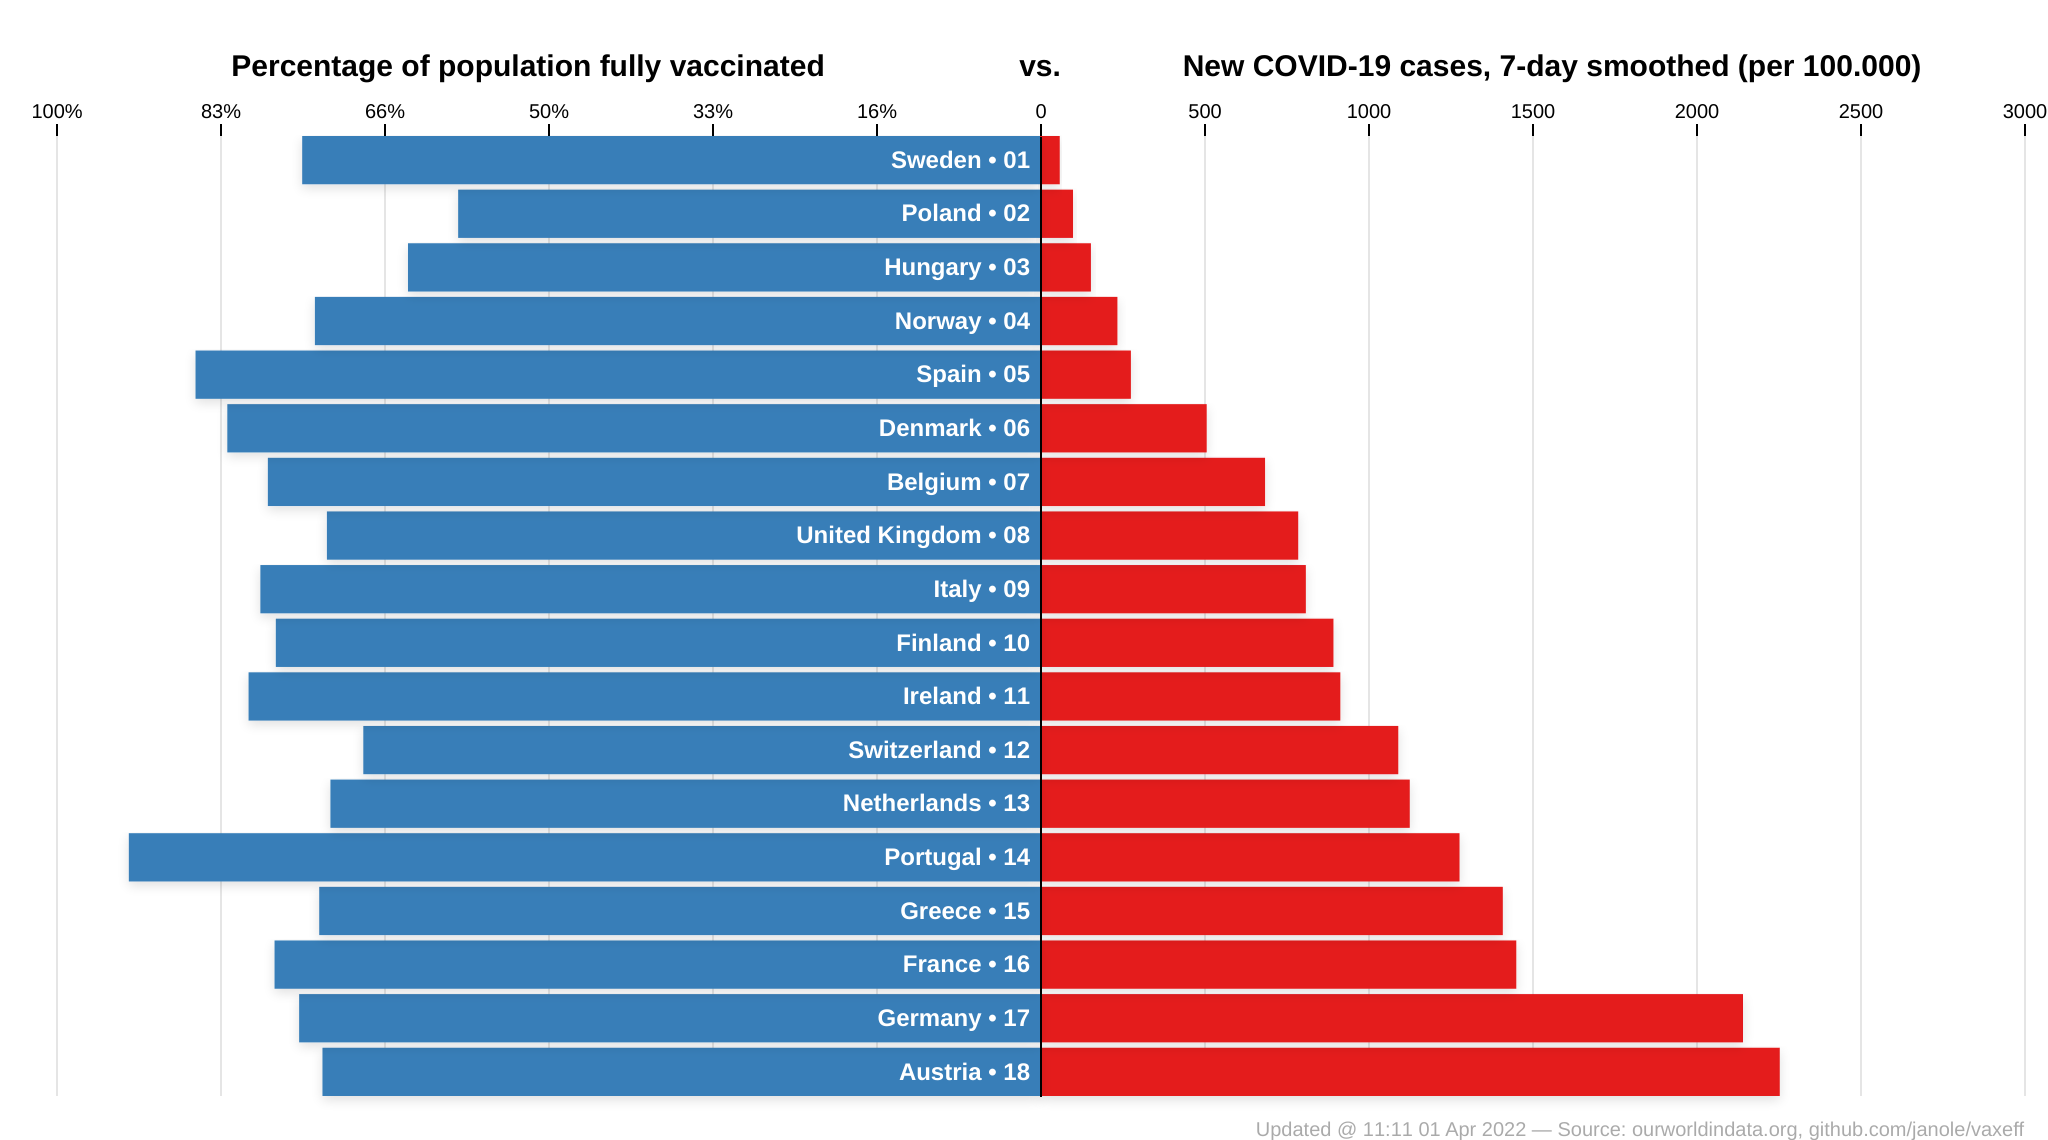 Percentage of population fully vaccinated vs. New COVID-19 cases, 7-day smoothed (per 100.000)
100% 83% 66% 50% 33% 16% 0 500 1000 1500 2000 2500 3000
Sweden • 01
Poland • 02
Hungary • 03
Norway • 04
Spain • 05
Denmark • 06
Belgium • 07
United Kingdom • 08
Italy • 09
Finland • 10
Ireland • 11
Switzerland • 12
Netherlands • 13
Portugal • 14
Greece • 15
France • 16
Germany • 17
Austria • 18
Updated @ 11:11 01 Apr 2022 — Source: ourworldindata.org, github.com/janole/vaxeff